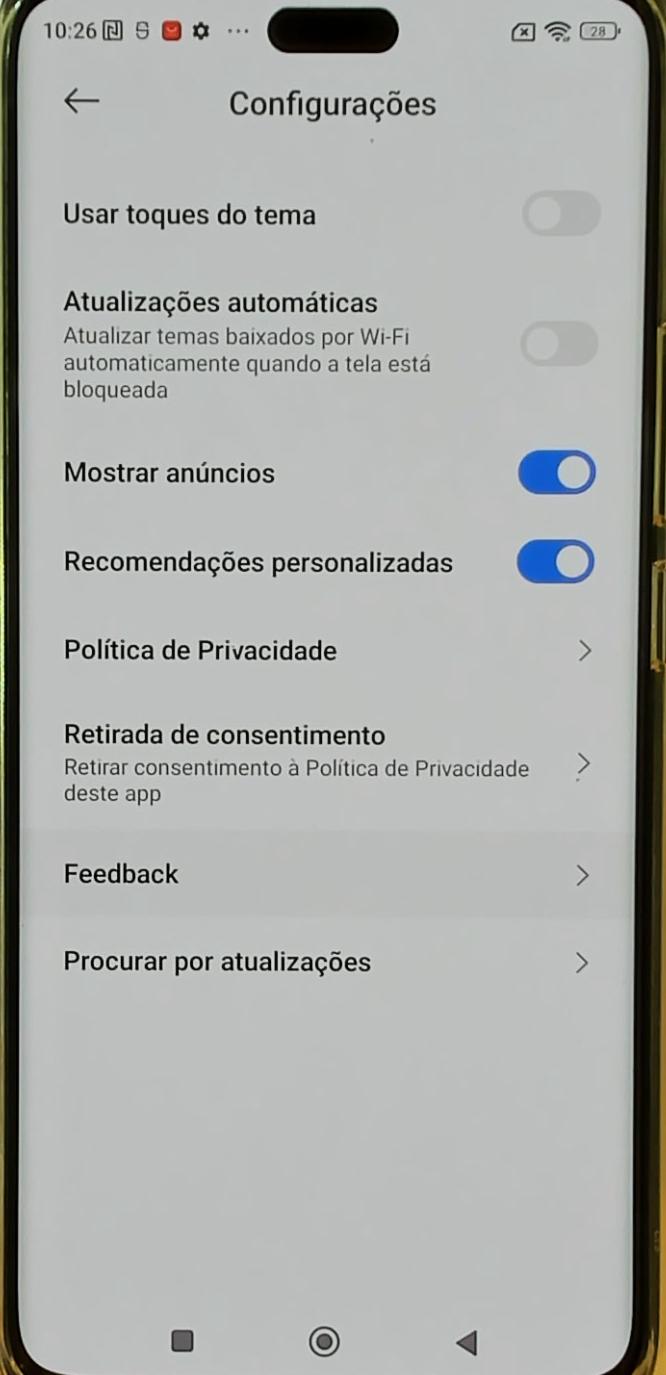 10:26
28
Configurações
Usar toques do tema
Atualizações automáticas
Atualizar temas baixados por Wi-Fi
automaticamente quando a tela está
bloqueada
Mostrar anúncios
Recomendações personalizadas
Política de Privacidade
Retirada de consentimento
Retirar consentimento à Política de Privacidade
deste app
Feedback
Procurar por atualizações